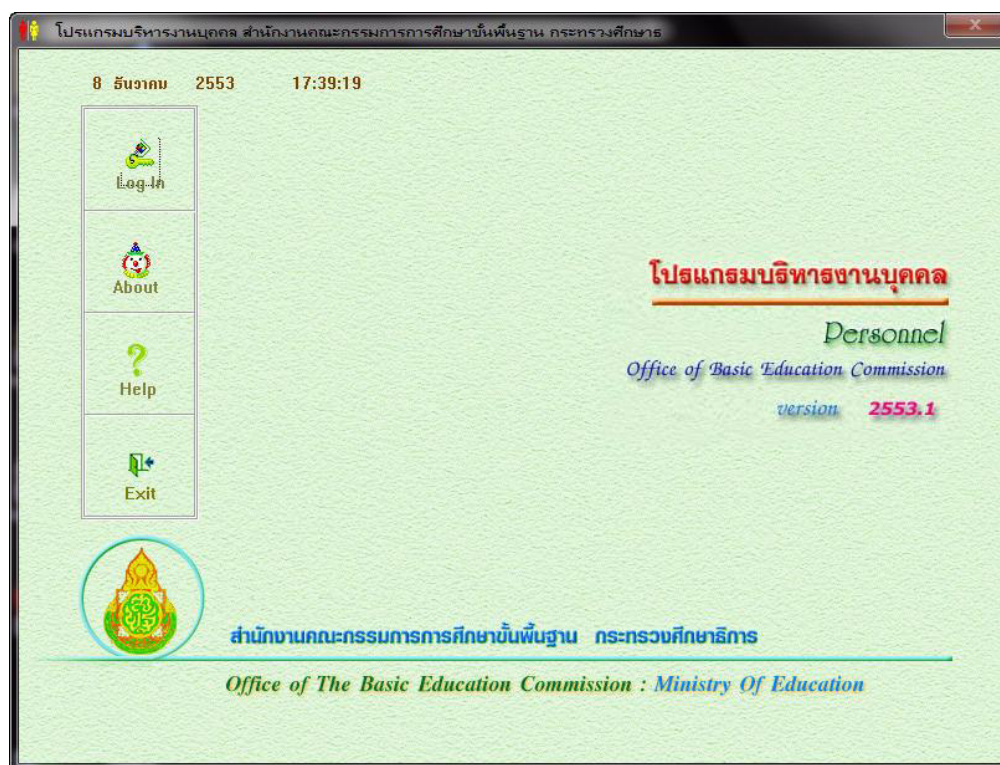 โปรแกรมบริหารงานบุคคล สำนักงานคณะกรรมการการศึกษาขั้นพื้นฐาน กระทรวงศึกษาธ
8 ธันวาคม 2553 17:39:19
Log In
About
Help
Exit
โปรแกรมบริหารงานบุคคล
Personnel
Office of Basic Education Commission
version 2553.1
สำนักงานคณะกรรมการการศึกษาขั้นพื้นฐาน กระทรวงศึกษาธิการ
Office of The Basic Education Commission : Ministry Of Education